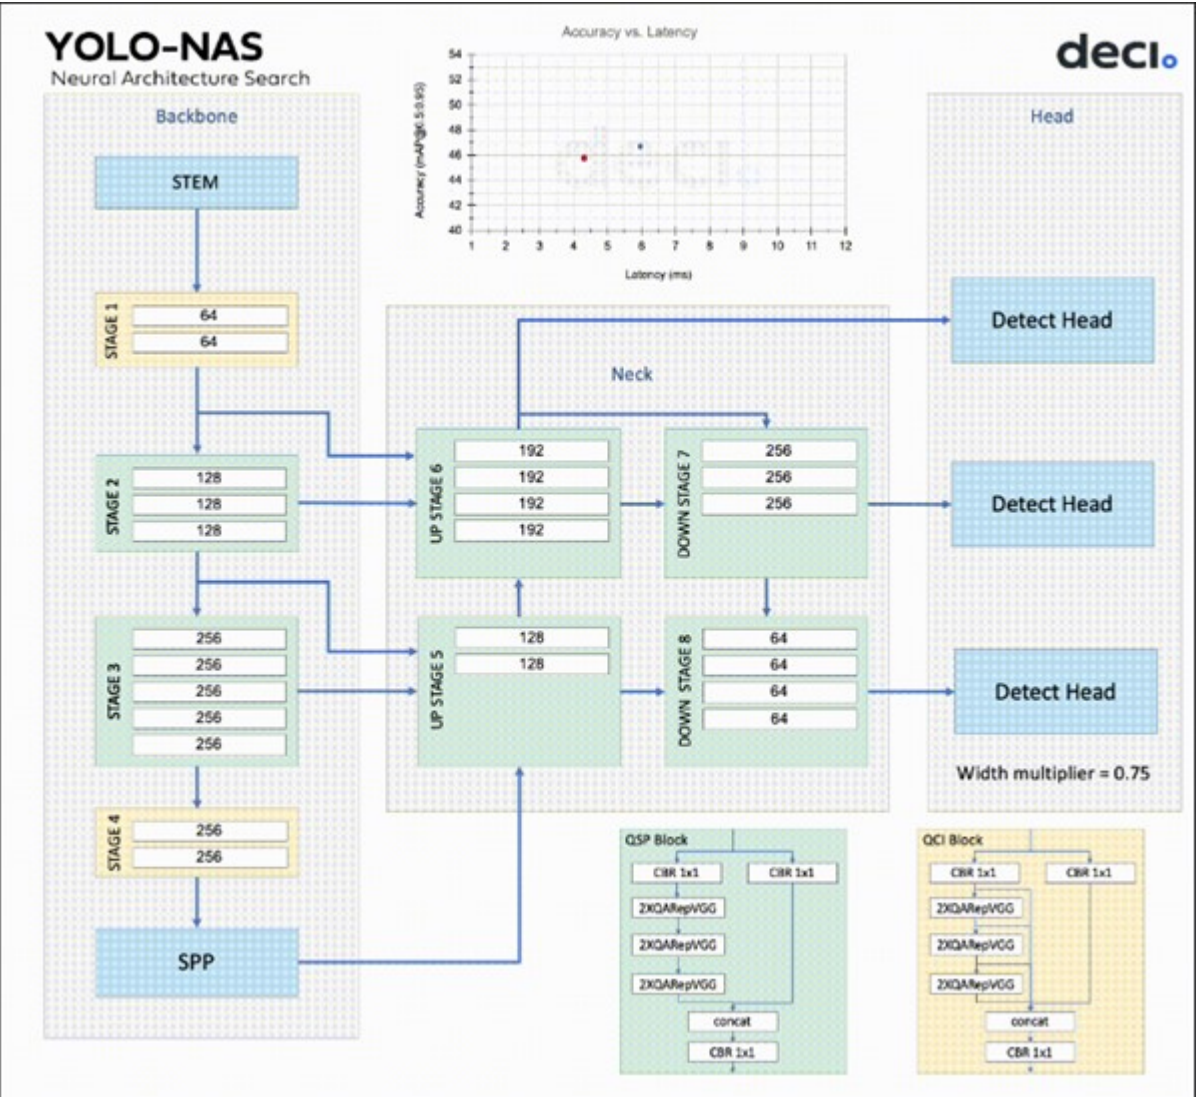 YOLO-NAS
Neural Architecture Search
deci.
Accuracy vs. Latency
Accuracy (mAP@0.5:0.95)
54
52
50
48
46
44
42
40
1 2 3 4 5 6 7 8 9 10 11 12
Latency (ms)
deci.
Backbone
STEM
STAGE 1
64
64
STAGE 2
128
128
128
STAGE 3
256
256
256
256
256
STAGE 4
256
256
SPP
Neck
UP STAGE 6
192
192
192
192
DOWN STAGE 7
256
256
256
UP STAGE 5
128
128
DOWN STAGE 8
64
64
64
64
Head
Detect Head
Detect Head
Detect Head
Width multiplier = 0.75
QSP Block
CBR 1x1
CBR 1x1
2XQARepVGG
2XQARepVGG
2XQARepVGG
concat
CBR 1x1
QCI Block
CBR 1x1
CBR 1x1
2XQARepVGG
2XQARepVGG
2XQARepVGG
concat
CBR 1x1